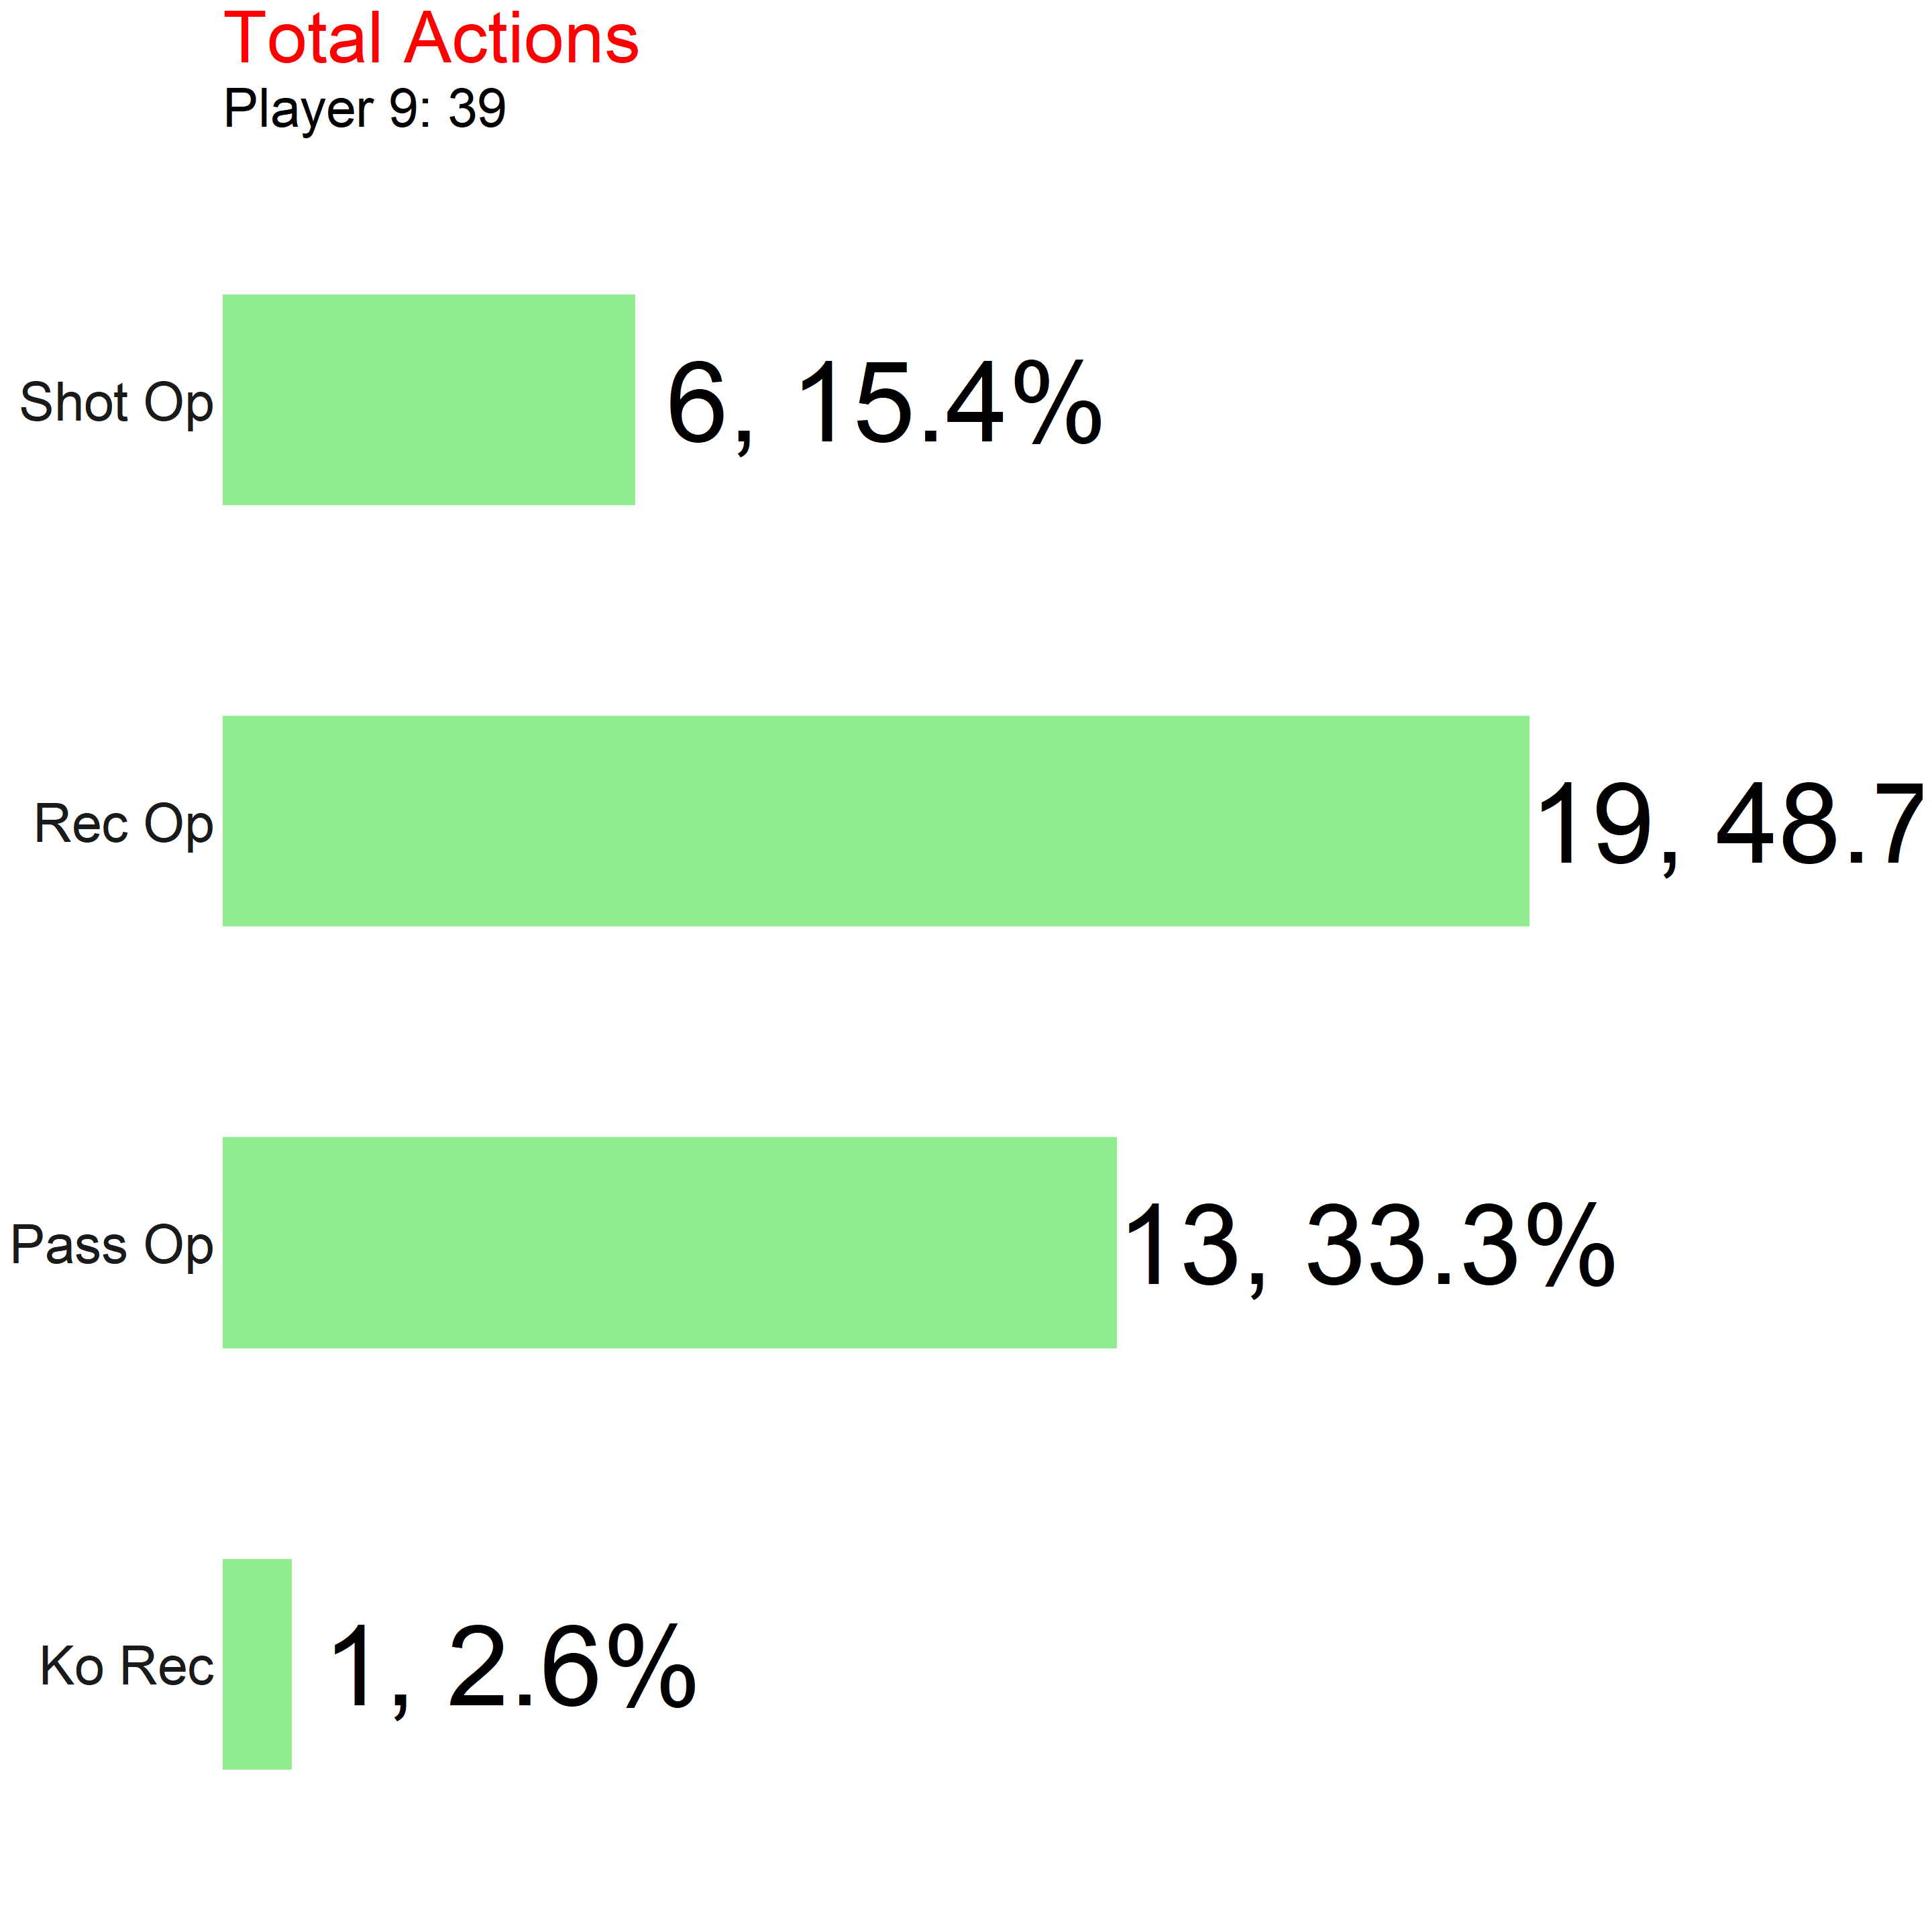 Total Actions
Player 9: 39
Shot Op 6, 15.4%
Rec Op 19, 48.7
Pass Op 13, 33.3%
Ko Rec 1, 2.6%